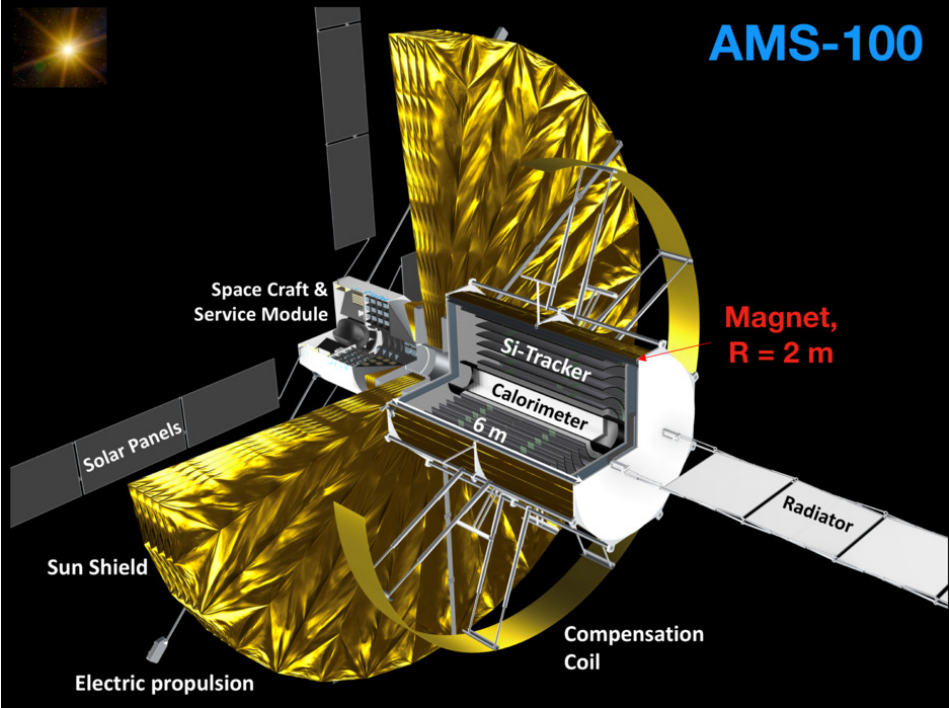 AMS-100
Space Craft &
Service Module
Magnet,
R = 2 m
Si-Tracker
Calorimeter
6 m
Solar Panels
Radiator
Sun Shield
Compensation
Coil
Electric propulsion